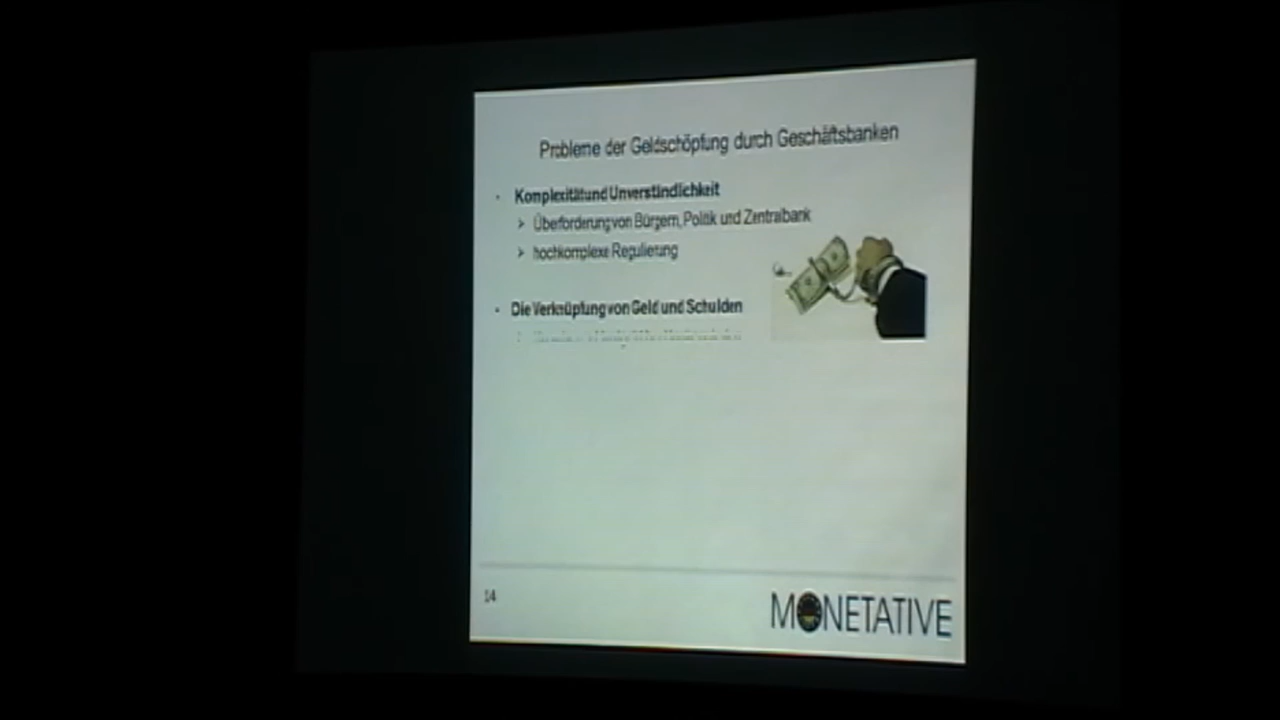 Probleme der Geldschöpfung durch Geschäftsbanken
Komplexität und Unverständlichkeit
Überforderung von Bürgern, Politik und Zentralbank
hochkomplexe Regulierung
Die Verknüpfung von Geld und Schulden
14
MONETATIVE